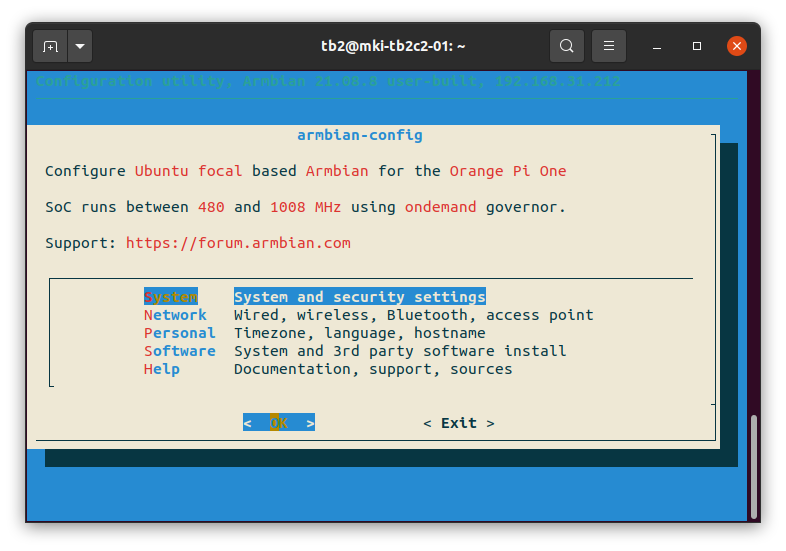 tb2@mki-tb2c2-01: ~
Configuration utility, Armbian 21.08.8 user-built, 192.168.31.212
armbian-config
Configure Ubuntu focal based Armbian for the Orange Pi One
SoC runs between 480 and 1008 MHz using ondemand governor.
Support: https://forum.armbian.com
System System and security settings
Network Wired, wireless, Bluetooth, access point
Personal Timezone, language, hostname
Software System and 3rd party software install
Help Documentation, support, sources
< OK > < Exit >